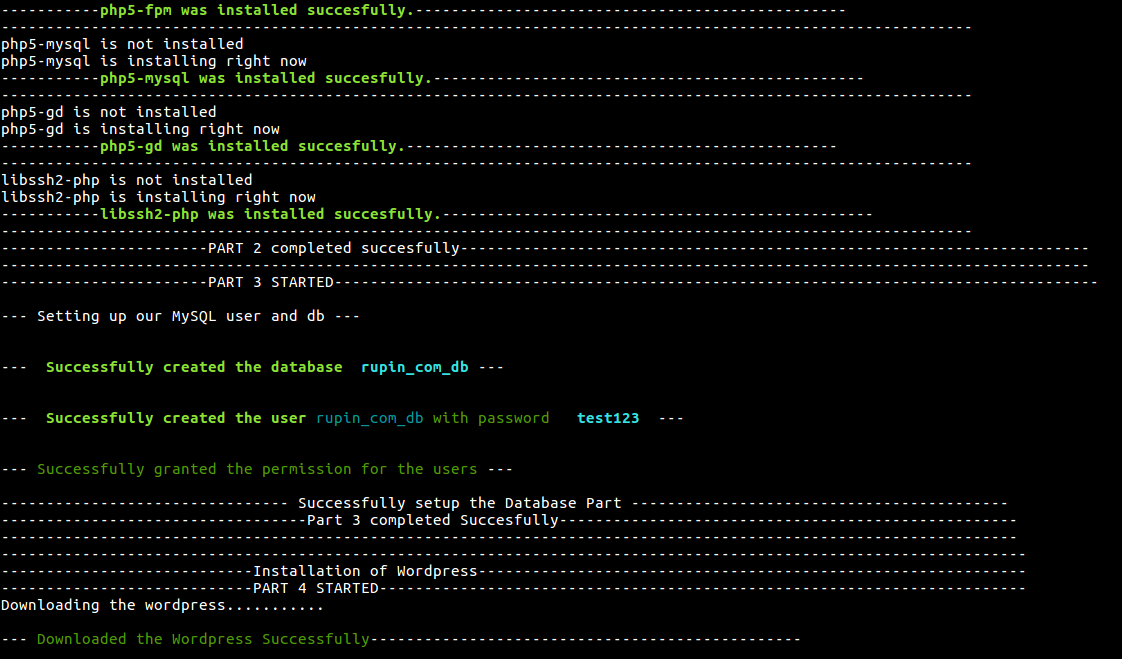 -----------php5-fpm was installed succesfully.------------------------------------------------
------------------------------------------------------------------------------------------------------------
php5-mysql is not installed
php5-mysql is installing right now
-----------php5-mysql was installed succesfully.------------------------------------------------
------------------------------------------------------------------------------------------------------------
php5-gd is not installed
php5-gd is installing right now
-----------php5-gd was installed succesfully.------------------------------------------------
------------------------------------------------------------------------------------------------------------
libssh2-php is not installed
libssh2-php is installing right now
-----------libssh2-php was installed succesfully.------------------------------------------------
------------------------------------------------------------------------------------------------------------
-----------------------PART 2 completed succesfully----------------------------------------------------------------------
-------------------------------------------------------------------------------------------------------------------------
-----------------------PART 3 STARTED-------------------------------------------------------------------------------------
--- Setting up our MySQL user and db ---
---  Successfully created the database  rupin_com_db ---
---  Successfully created the user rupin_com_db with password   test123  ---
--- Successfully granted the permission for the users ---
-------------------------------- Successfully setup the Database Part ------------------------------------------
----------------------------------Part 3 completed Succesfully---------------------------------------------------
-----------------------------------------------------------------------------------------------------------------
------------------------------------------------------------------------------------------------------------------
----------------------------Installation of Wordpress-------------------------------------------------------------
----------------------------PART 4 STARTED------------------------------------------------------------------------
Downloading the wordpress...........
--- Downloaded the Wordpress Successfully------------------------------------------------